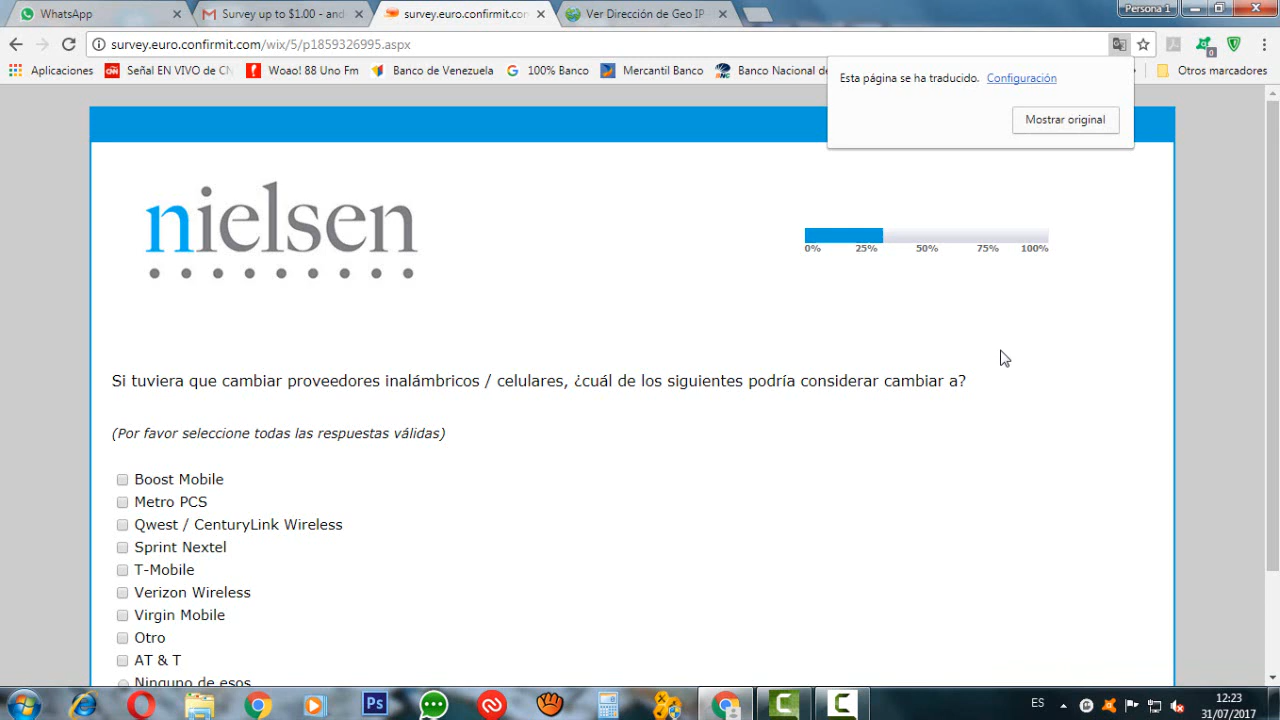 WhatsApp
Survey up to $1.00 - and
survey.euro.confirmit.com
Ver Dirección de Geo IP
Persona 1
survey.euro.confirmit.com/wix/5/p1859326995.aspx
Aplicaciones
Señal EN VIVO de CN
Woao! 88 Uno Fm
Banco de Venezuela
100% Banco
Mercantil Banco
Banco Nacional d
Otros marcadores
Esta página se ha traducido. Configuración
Mostrar original
nielsen
0% 25% 50% 75% 100%
Si tuviera que cambiar proveedores inalámbricos / celulares, ¿cuál de los siguientes podría considerar cambiar a?
(Por favor seleccione todas las respuestas válidas)
Boost Mobile
Metro PCS
Qwest / CenturyLink Wireless
Sprint Nextel
T-Mobile
Verizon Wireless
Virgin Mobile
Otro
AT & T
Ninguno de esos
Ps
ES
12:23
31/07/2017